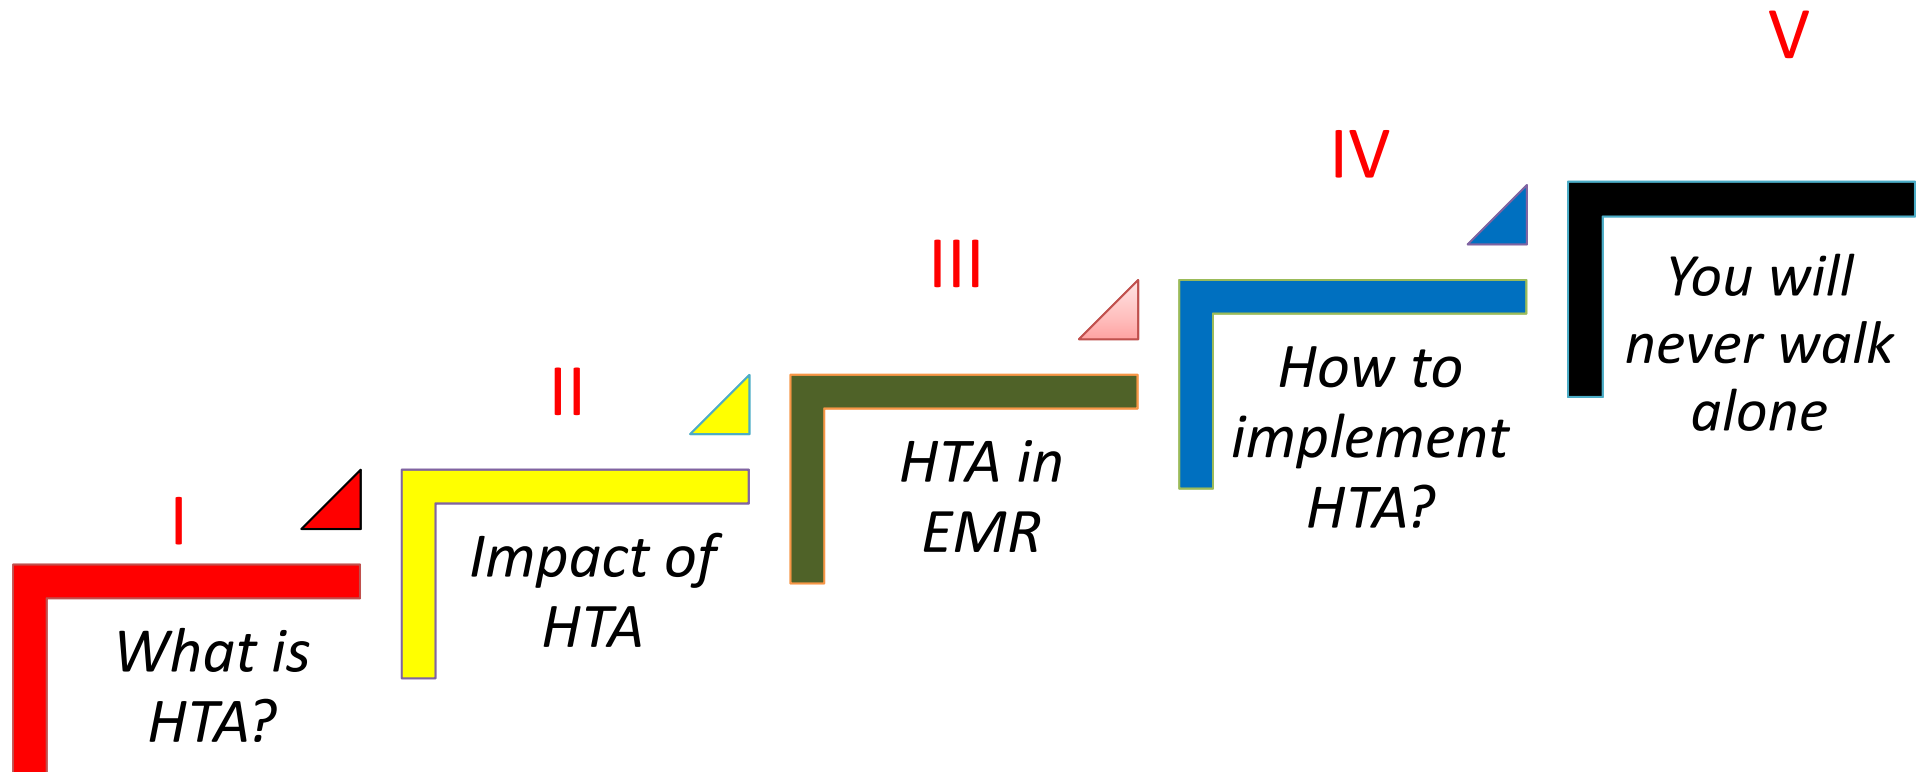 I
What is
HTA?
II
Impact of
HTA
III
HTA in
EMR
IV
How to
implement
HTA?
V
You will
never walk
alone